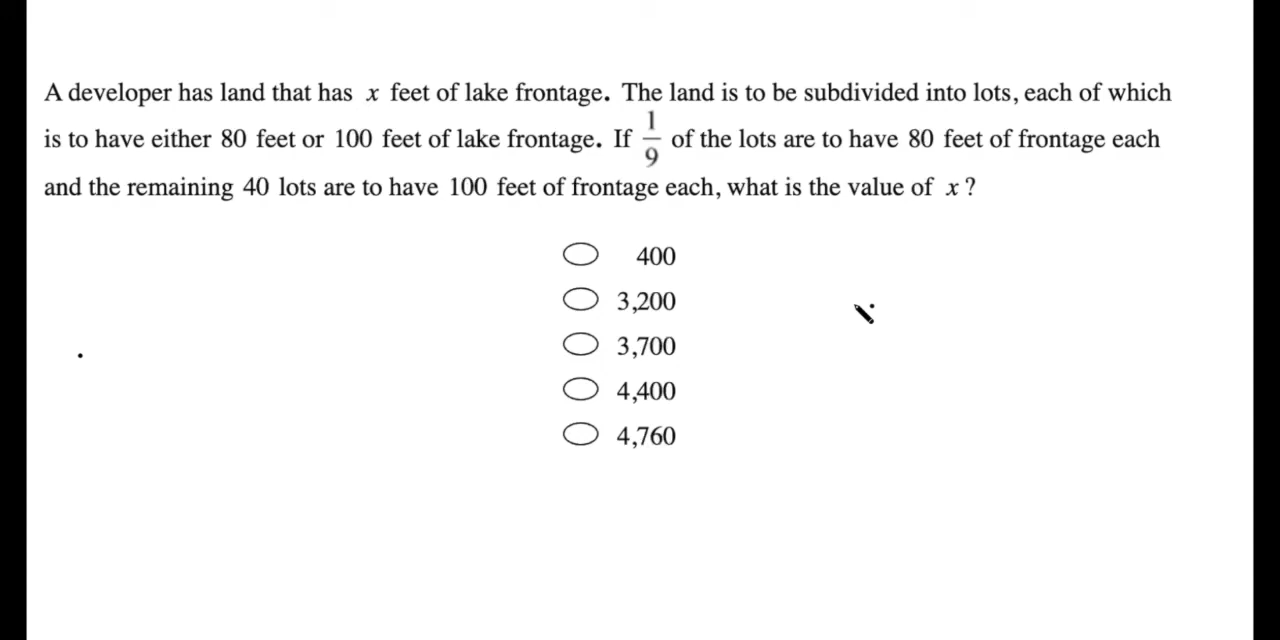 A developer has land that has x feet of lake frontage. The land is to be subdivided into lots, each of which
is to have either 80 feet or 100 feet of lake frontage. If 1/9 of the lots are to have 80 feet of frontage each
and the remaining 40 lots are to have 100 feet of frontage each, what is the value of x?
400
3,200
3,700
4,400
4,760